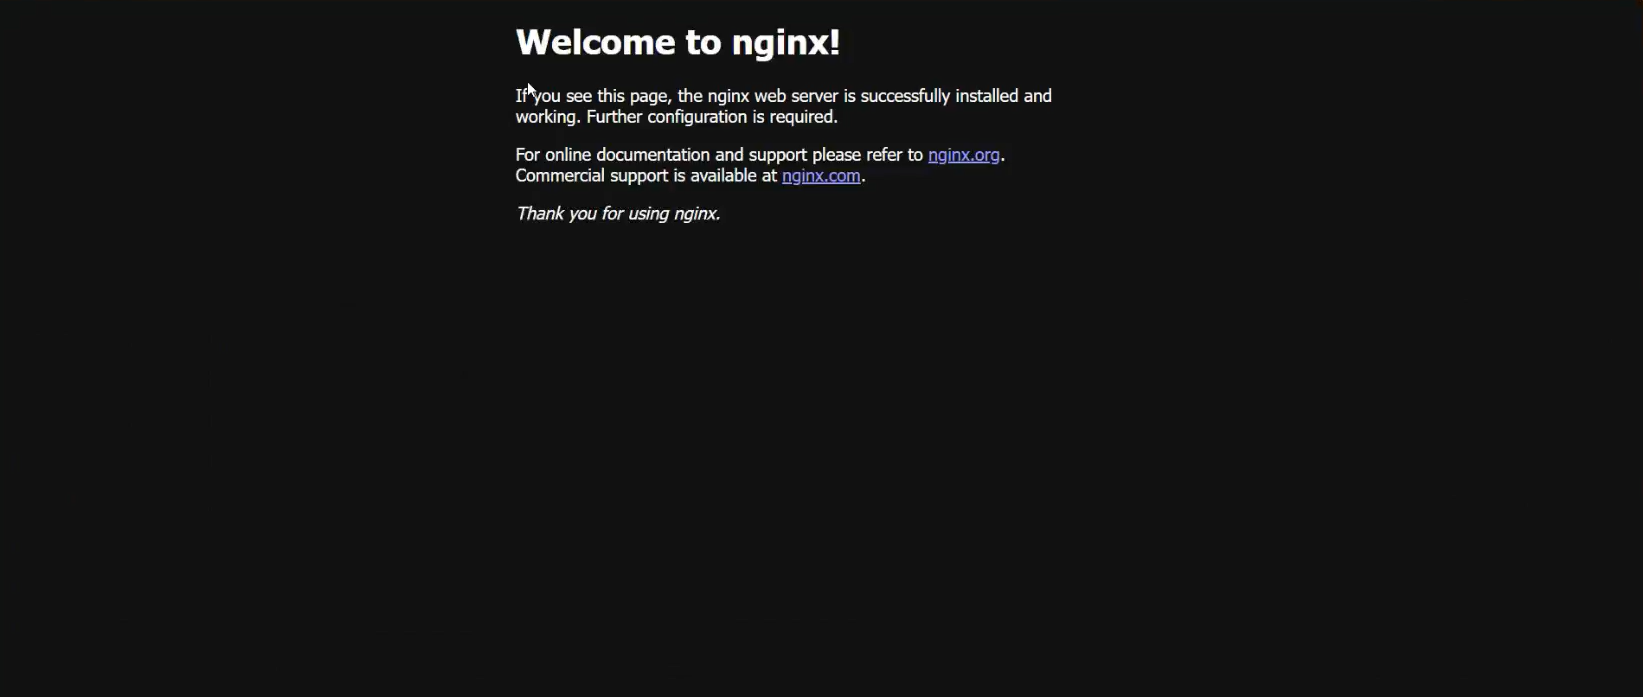 Welcome to nginx!
If you see this page, the nginx web server is successfully installed and
working. Further configuration is required.
For online documentation and support please refer to nginx.org.
Commercial support is available at nginx.com.
Thank you for using nginx.